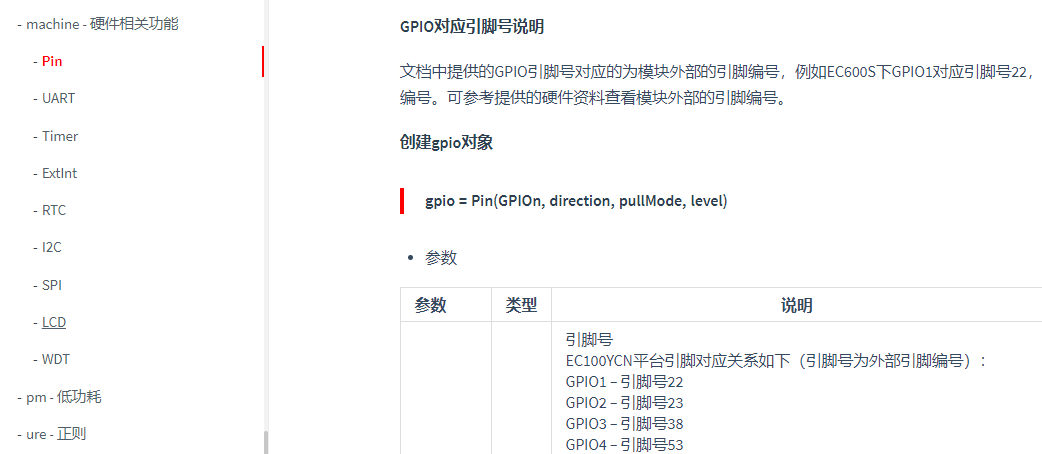 - machine - 硬件相关功能
- Pin
- UART
- Timer
- ExtInt
- RTC
- I2C
- SPI
- LCD
- WDT
- pm - 低功耗
- ure - 正则
GPIO对应引脚号说明
文档中提供的GPIO引脚号对应的为模块外部的引脚编号，例如EC600S下GPIO1对应引脚号22，
编号。可参考提供的硬件资料查看模块外部的引脚编号。
创建gpio对象
gpio = Pin(GPIOn, direction, pullMode, level)
• 参数
参数 类型 说明
引脚号
EC100YCN平台引脚对应关系如下（引脚号为外部引脚编号）：
GPIO1 – 引脚号22
GPIO2 – 引脚号23
GPIO3 – 引脚号38
GPIO4 – 引脚号53